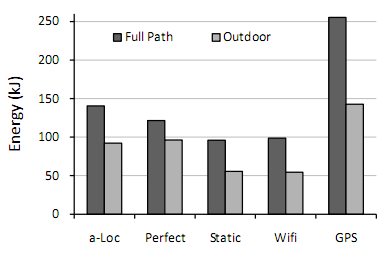 Energy (kJ)
250
200
150
100
50
0
Full Path
Outdoor
a-Loc
Perfect
Static
Wifi
GPS